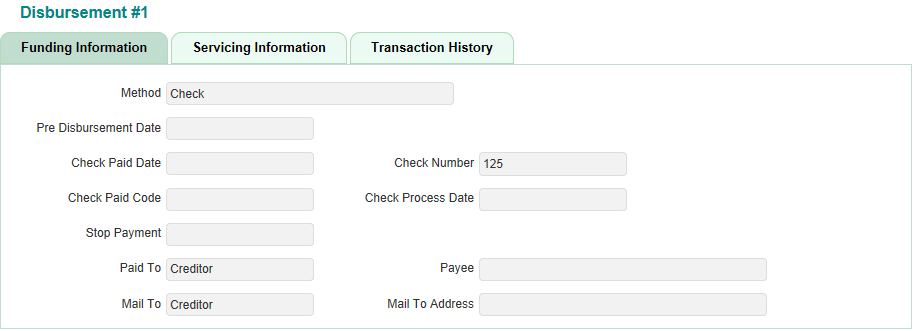 Disbursement #1
Funding Information Servicing Information Transaction History
Method Check
Pre Disbursement Date
Check Paid Date Check Number 125
Check Paid Code Check Process Date
Stop Payment
Paid To Creditor Payee
Mail To Creditor Mail To Address